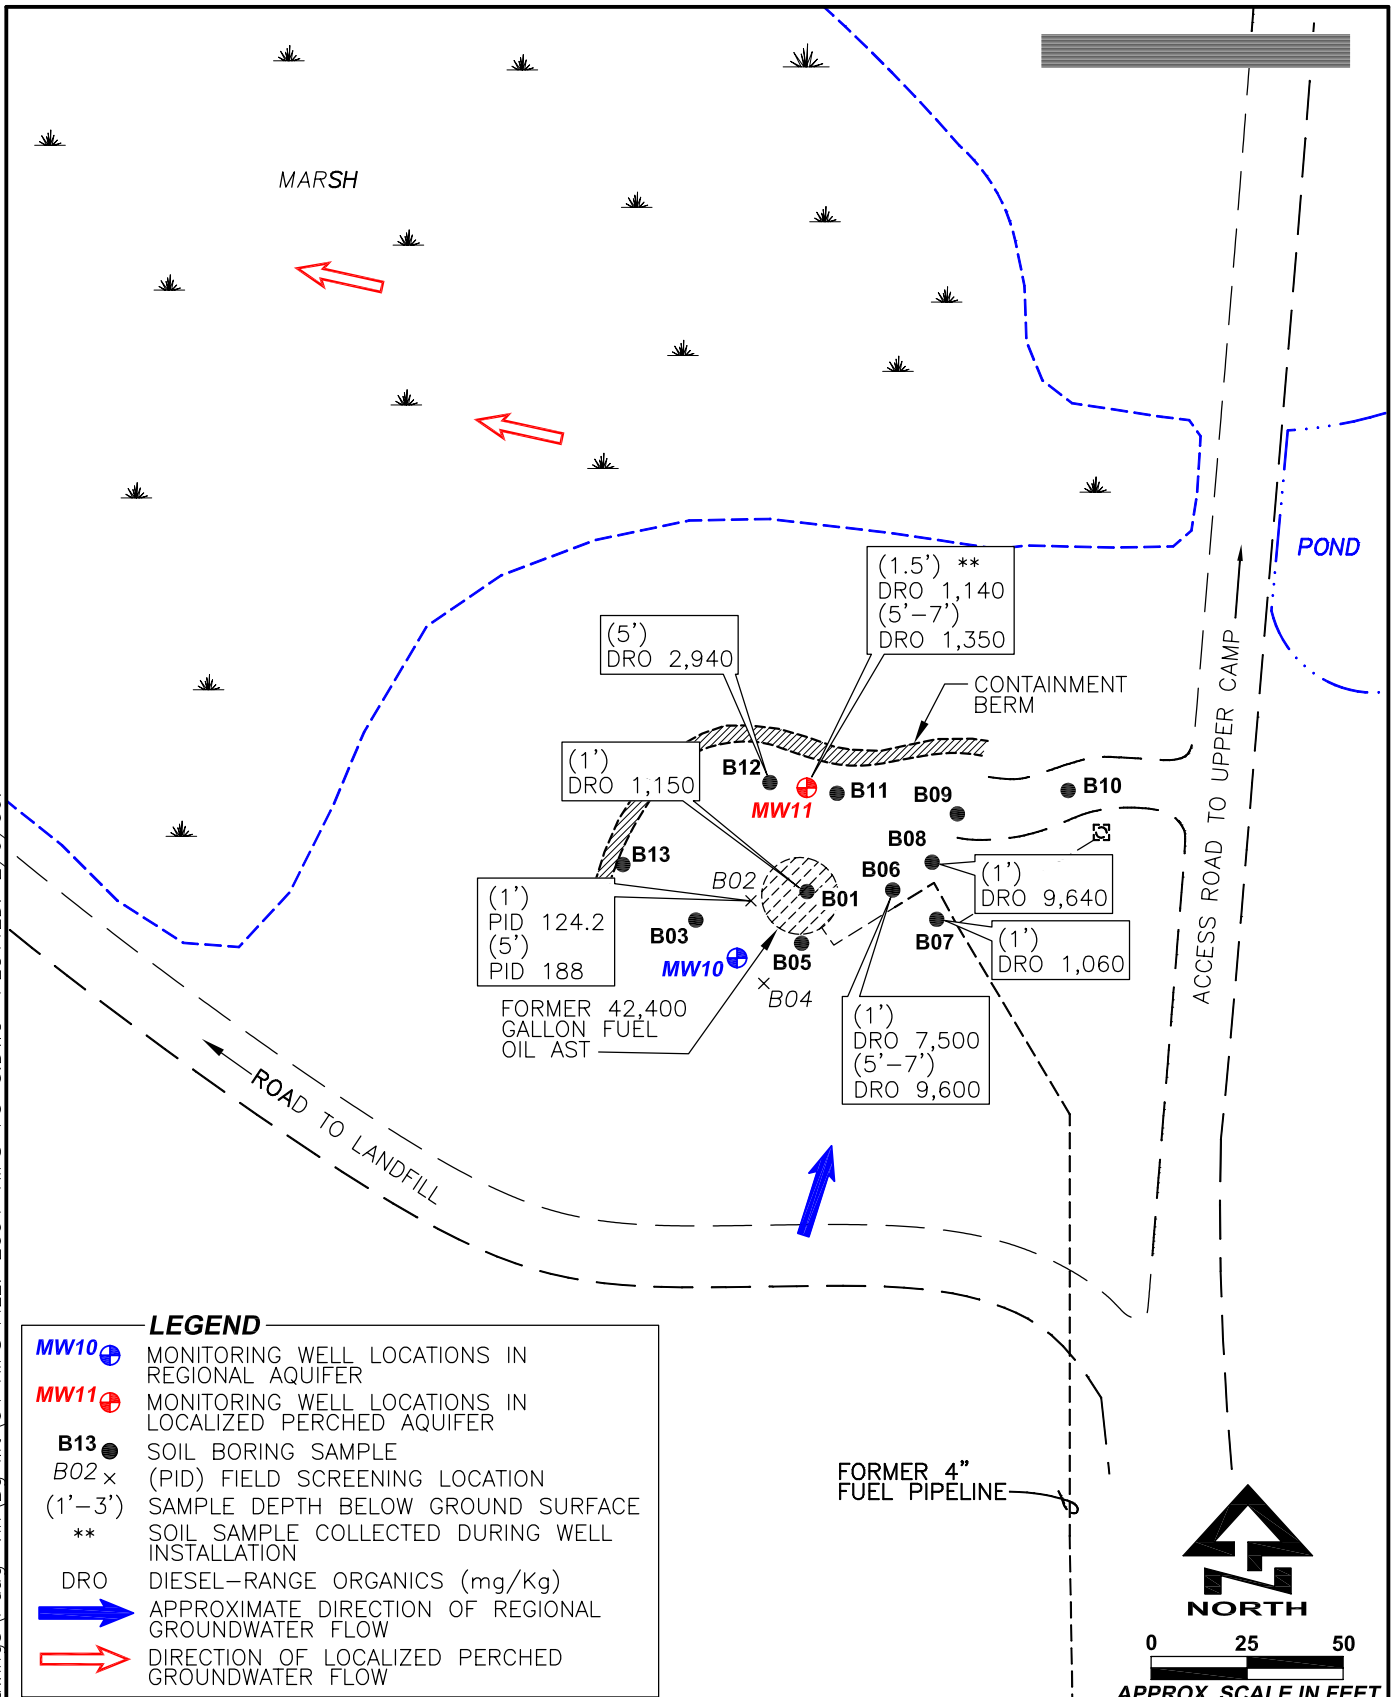 MARSH
POND
(1.5') **
DRO 1,140
(5'-7')
DRO 1,350
(5')
DRO 2,940
CONTAINMENT
BERM
ACCESS ROAD TO UPPER CAMP
(1')
DRO 1,150
B12
MW11
B11
B09
B10
B08
B13
B02
B01
B06
(1')
DRO 9,640
(1')
PID 124.2
(5')
PID 188
B03
MW10
B05
B07
(1')
DRO 1,060
B04
FORMER 42,400
GALLON FUEL
OIL AST
(1')
DRO 7,500
(5'-7')
DRO 9,600
ROAD TO LANDFILL
LEGEND
MW10
MONITORING WELL LOCATIONS IN
REGIONAL AQUIFER
MW11
MONITORING WELL LOCATIONS IN
LOCALIZED PERCHED AQUIFER
B13
SOIL BORING SAMPLE
B02 ×
(PID) FIELD SCREENING LOCATION
(1'-3')
SAMPLE DEPTH BELOW GROUND SURFACE
**
SOIL SAMPLE COLLECTED DURING WELL
INSTALLATION
DRO
DIESEL-RANGE ORGANICS (mg/Kg)
APPROXIMATE DIRECTION OF REGIONAL
GROUNDWATER FLOW
DIRECTION OF LOCALIZED PERCHED
GROUNDWATER FLOW
FORMER 4"
FUEL PIPELINE
NORTH
0 25 50
APPROX. SCALE IN FEET